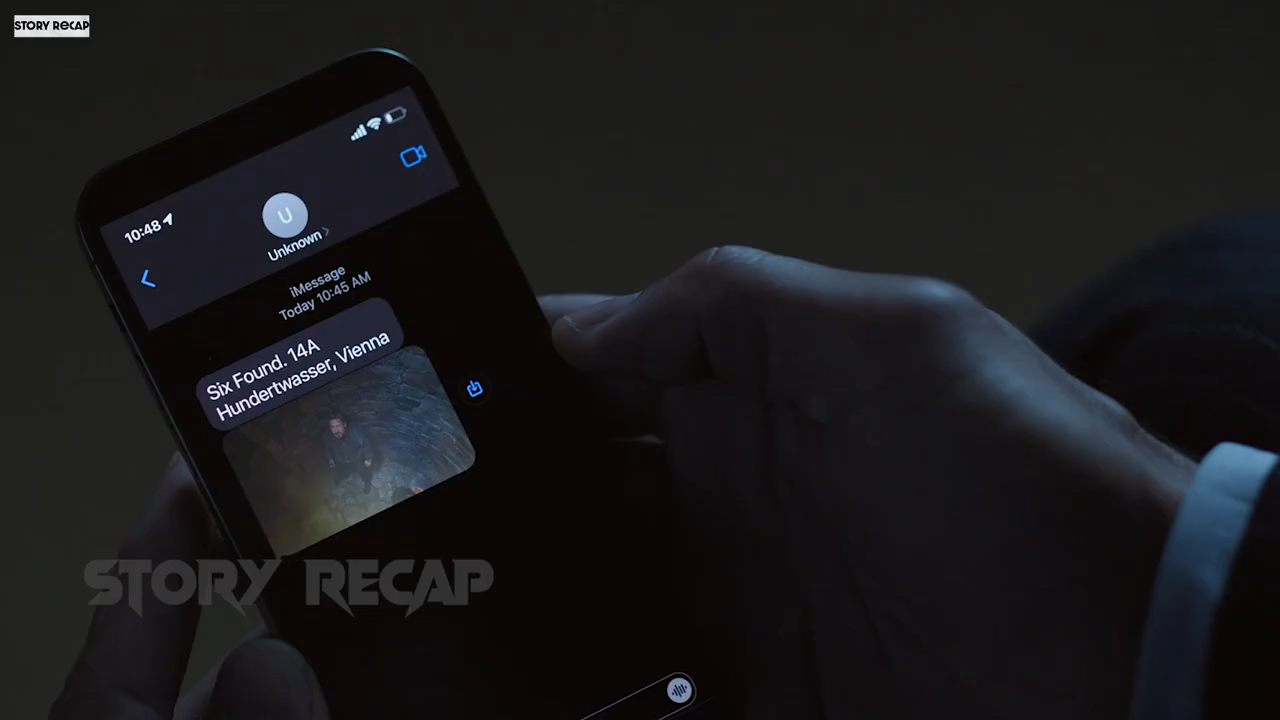 STORY RECAP
10:48
U
Unknown
iMessage
Today 10:45 AM
Six Found. 14A
Hundertwasser, Vienna
STORY RECAP